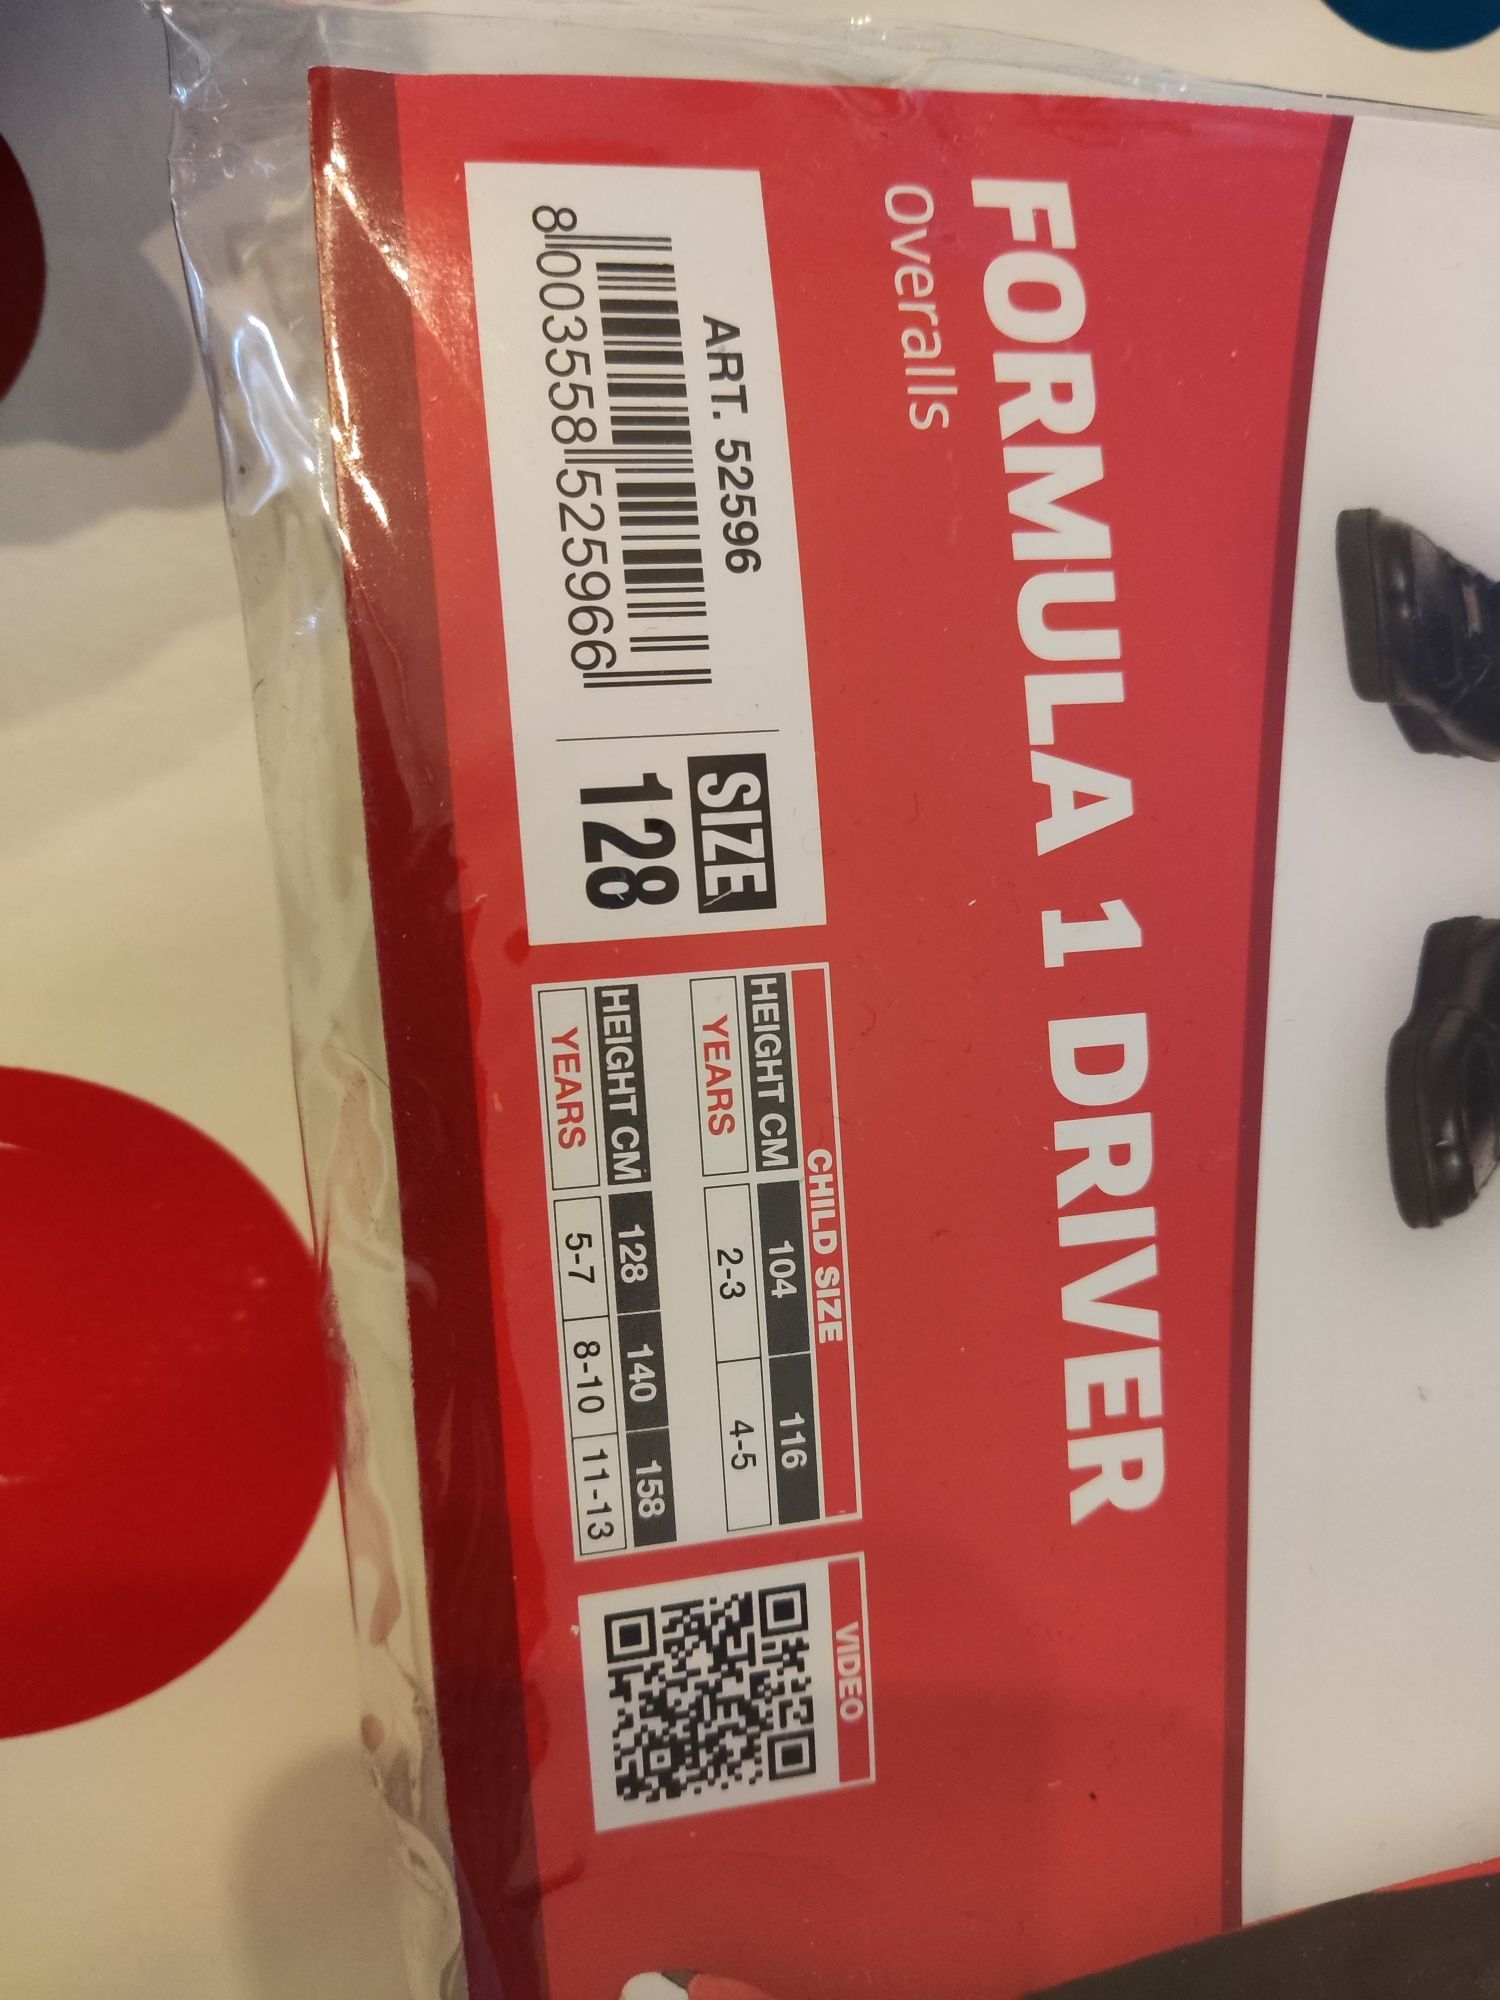 FORMULA 1 DRIVER
Overalls
ART. 52596
8 003558 525966
SIZE
128
CHILD SIZE
HEIGHT CM 104 116
YEARS 2-3 4-5
HEIGHT CM 128 140 158
YEARS 5-7 8-10 11-13
VIDEO